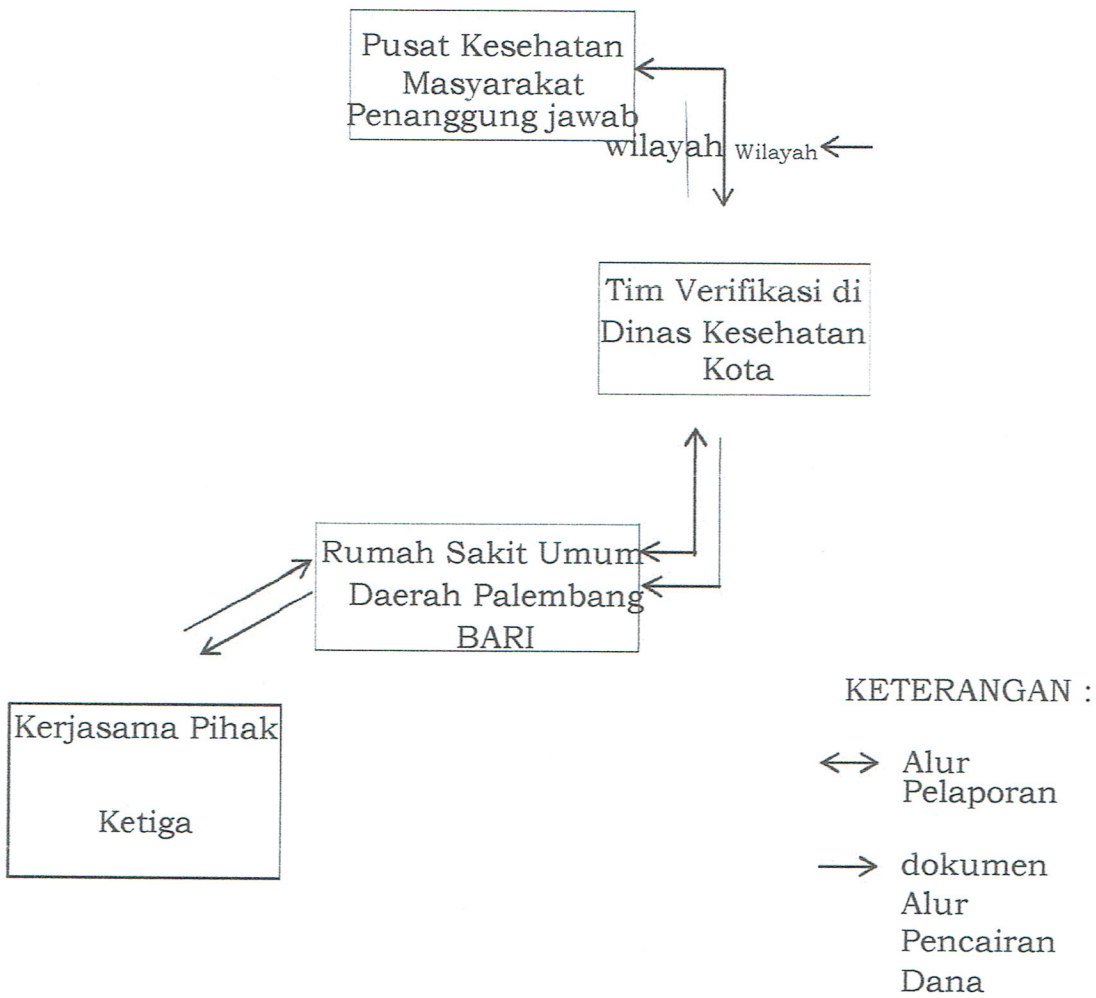 Pusat Kesehatan
Masyarakat
Penanggung jawab
wilayah Wilayah
Tim Verifikasi di
Dinas Kesehatan
Kota
Rumah Sakit Umum
Daerah Palembang
BARI
Kerjasama Pihak
Ketiga
KETERANGAN :
Alur
Pelaporan
dokumen
Alur
Pencairan
Dana